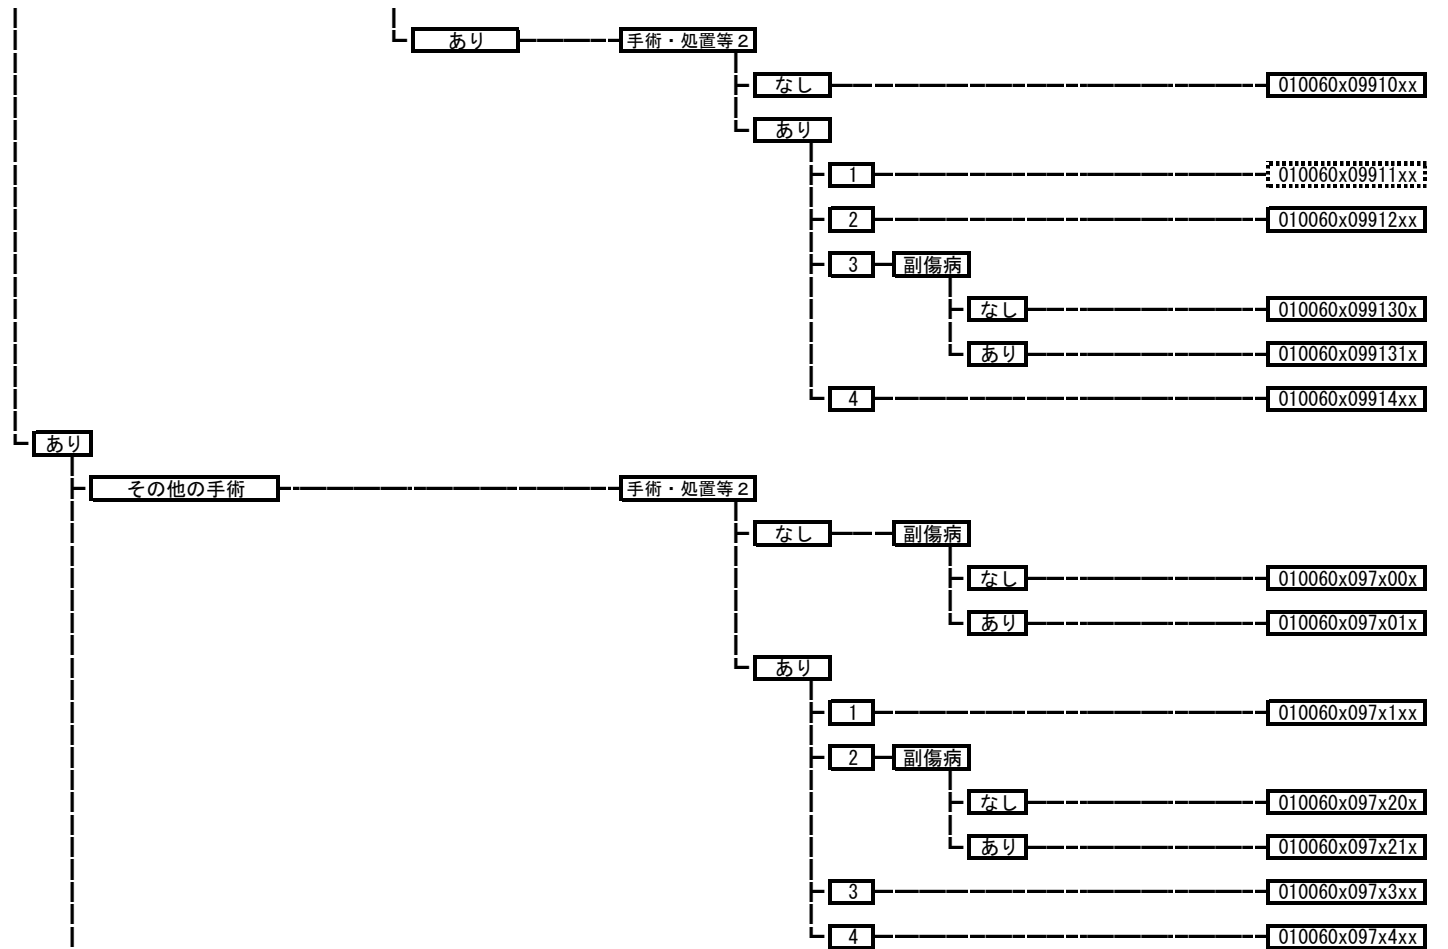 あり 手術・処置等２
なし 010060x09910xx
あり
1 010060x09911xx
2 010060x09912xx
3 副傷病
なし 010060x099130x
あり 010060x099131x
4 010060x09914xx
あり
その他の手術 手術・処置等２
なし 副傷病
なし 010060x097x00x
あり 010060x097x01x
あり
1 010060x097x1xx
2 副傷病
なし 010060x097x20x
あり 010060x097x21x
3 010060x097x3xx
4 010060x097x4xx